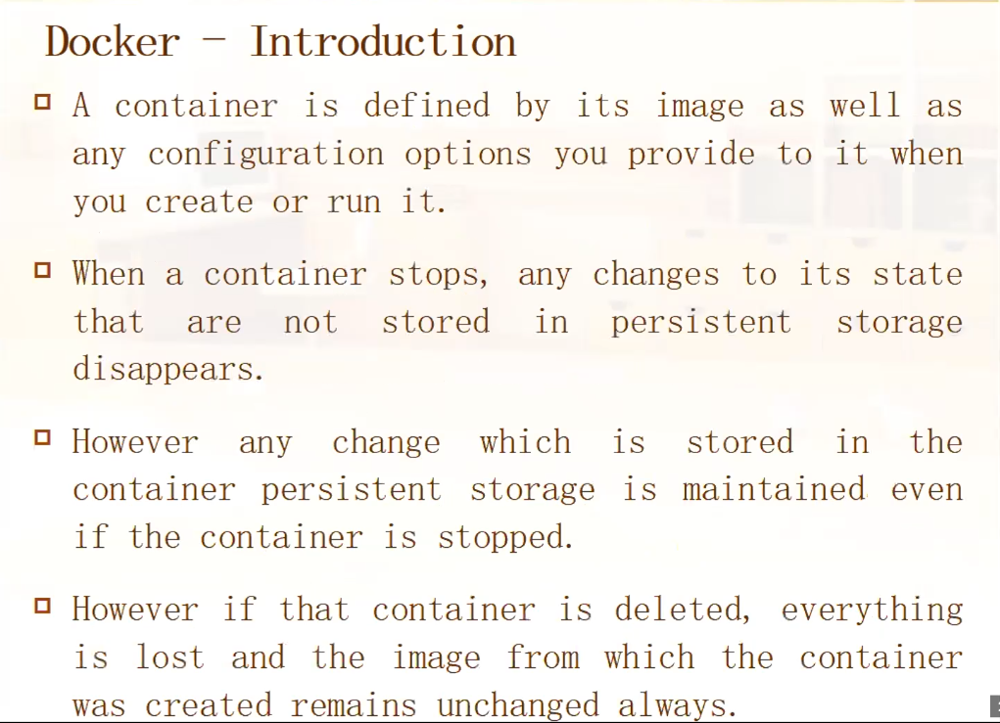 Docker – Introduction
A container is defined by its image as well as
any configuration options you provide to it when
you create or run it.
When a container stops, any changes to its state
that are not stored in persistent storage
disappears.
However any change which is stored in the
container persistent storage is maintained even
if the container is stopped.
However if that container is deleted, everything
is lost and the image from which the container
was created remains unchanged always.